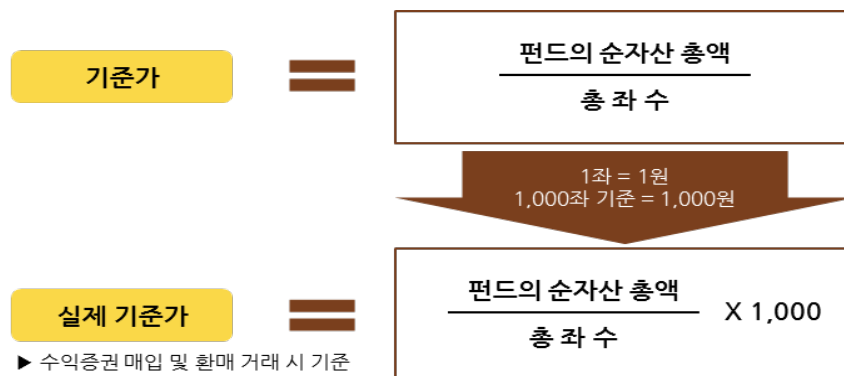 기준가
펀드의 순자산 총액
총 좌 수
1좌 = 1원
1,000좌 기준 = 1,000원
실제 기준가
펀드의 순자산 총액
총 좌 수
X 1,000
▶ 수익증권 매입 및 환매 거래 시 기준